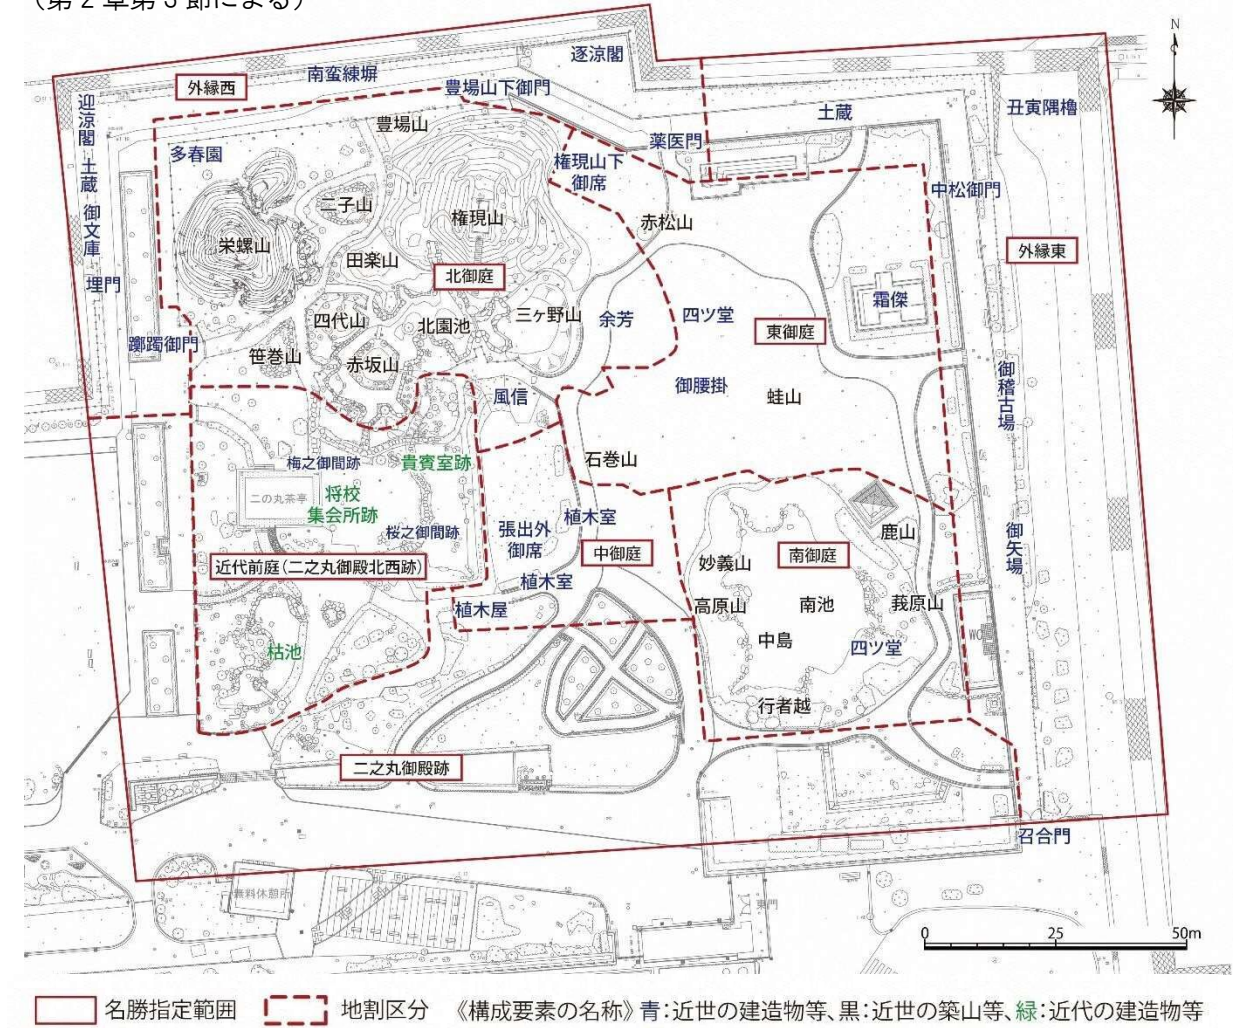 （第2章第3節による）
N
逐涼閣
外縁西
南蛮練塀
豊場山下御門
丑寅隅櫓
迎涼閣
土蔵
御文庫
埋門
豊場山
土蔵
薬医門
多春園
権現山下
御席
中松御門
二子山
権現山
赤松山
栄螺山
田楽山
北御庭
外縁東
霜傑
四代山
北園池
三ヶ野山
余芳
四ツ堂
東御庭
躑躅御門
笹巻山
赤坂山
風信
御腰掛
蛙山
御稽古場
梅之御間跡
貴賓室跡
石巻山
二の丸茶亭
将校
集会所跡
桜之御間跡
張出外
御席
植木室
鹿山
御矢場
近代前庭(二之丸御殿北西跡)
中御庭
妙義山
南御庭
植木室
植木屋
高原山
南池
莪原山
WC
枯池
中島
四ツ堂
行者越
二之丸御殿跡
召合門
無料休憩所
東門
0
25
50m
名勝指定範囲
地割区分
《構成要素の名称》青：近世の建造物等、黒：近世の築山等、緑：近代の建造物等